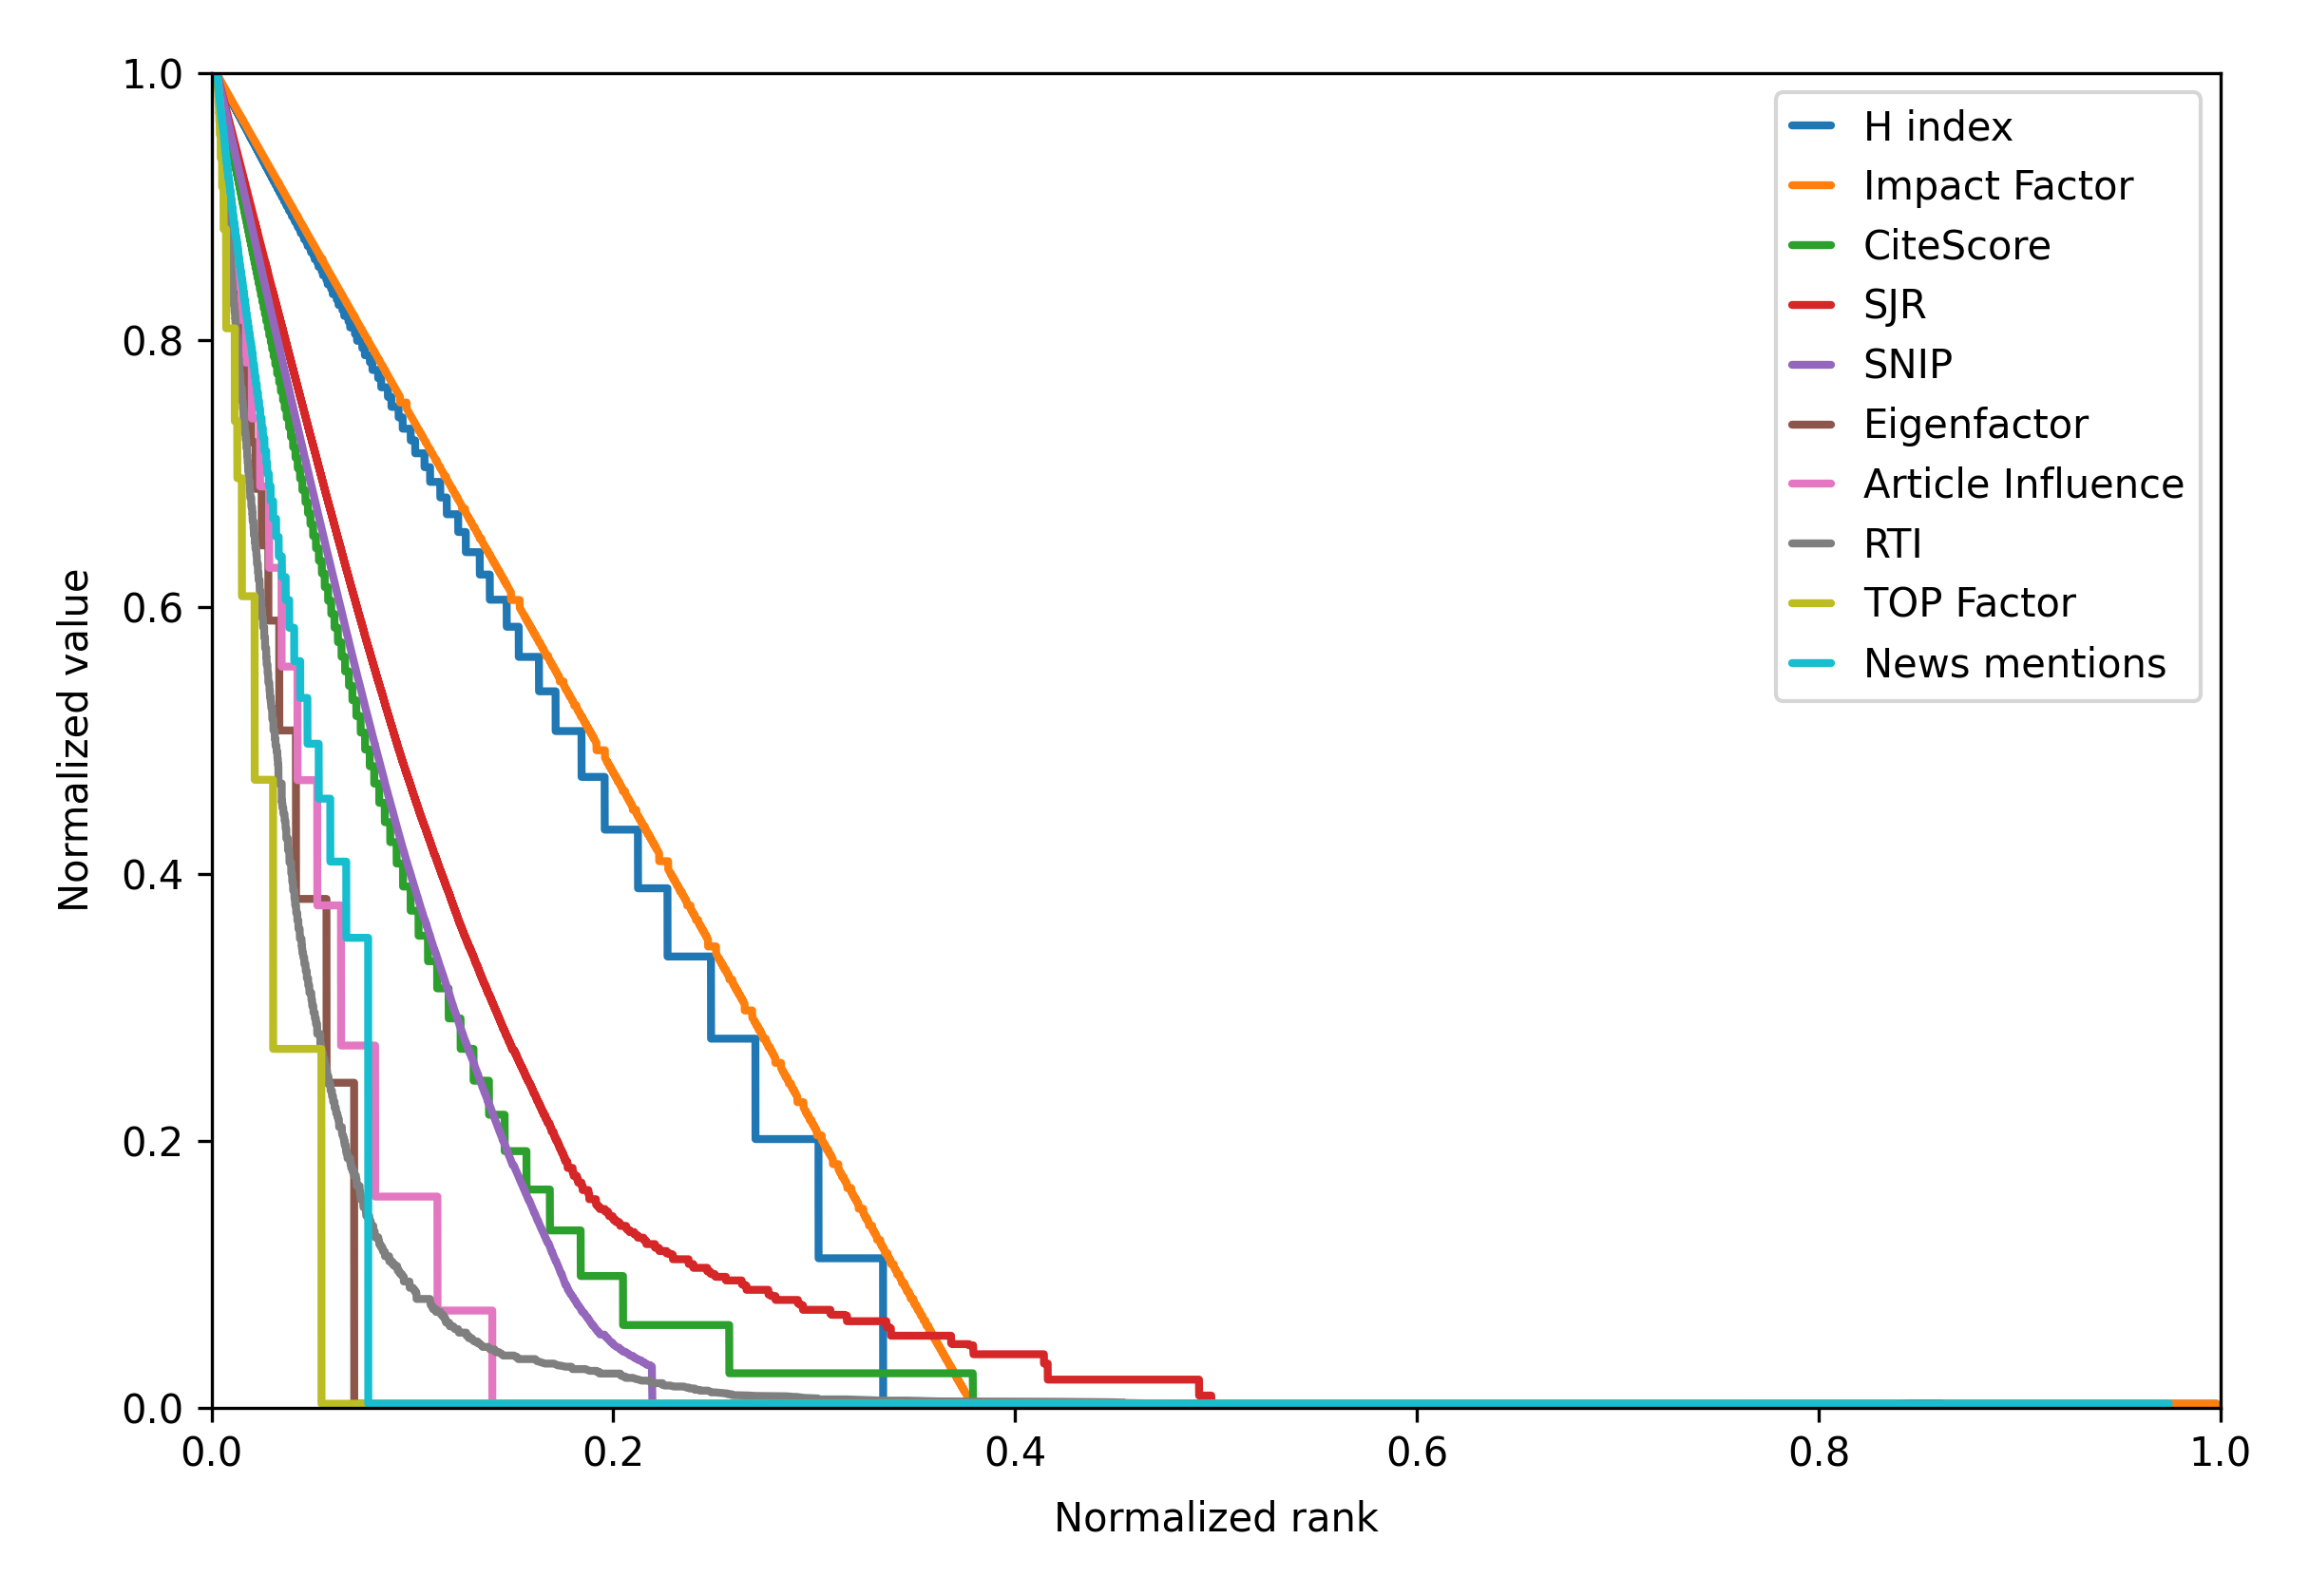 1.0
0.8
0.6
0.4
0.2
0.0
Normalized value
0.0 0.2 0.4 0.6 0.8 1.0
Normalized rank
H index
Impact Factor
CiteScore
SJR
SNIP
Eigenfactor
Article Influence
RTI
TOP Factor
News mentions